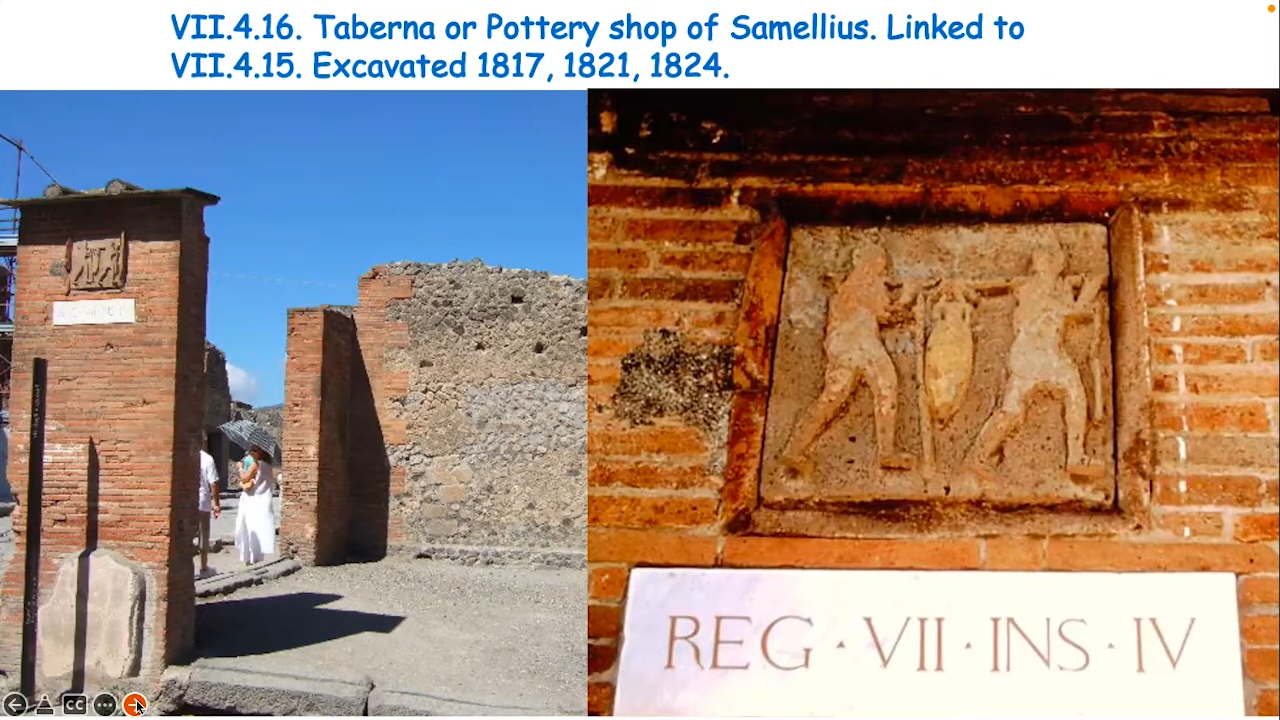 VII.4.16. Taberna or Pottery shop of Samellius. Linked to
VII.4.15. Excavated 1817, 1821, 1824.
REG · VII · INS · IV
CC